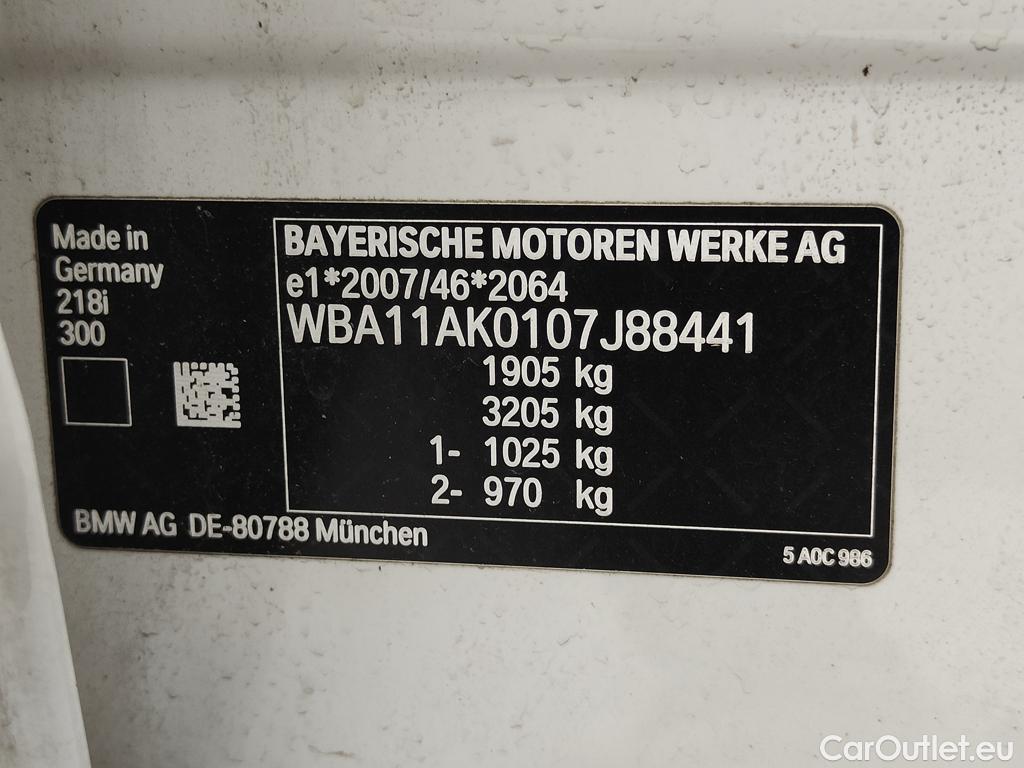 Made in
Germany
218i
300
BAYERISCHE MOTOREN WERKE AG
e1*2007/46*2064
WBA11AK0107J88441
1905 kg
3205 kg
1- 1025 kg
2- 970 kg
BMW AG DE-80788 München
5 A0C 986
CarOutlet.eu